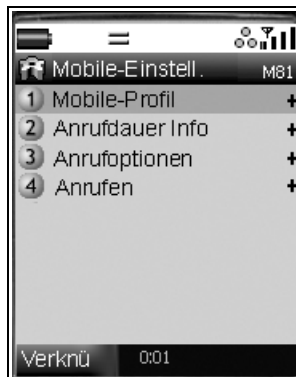 Mobile-Einstell. M81
1 Mobile-Profil +
2 Anrufdauer Info +
3 Anrufoptionen +
4 Anrufen +
Verknü 0:01